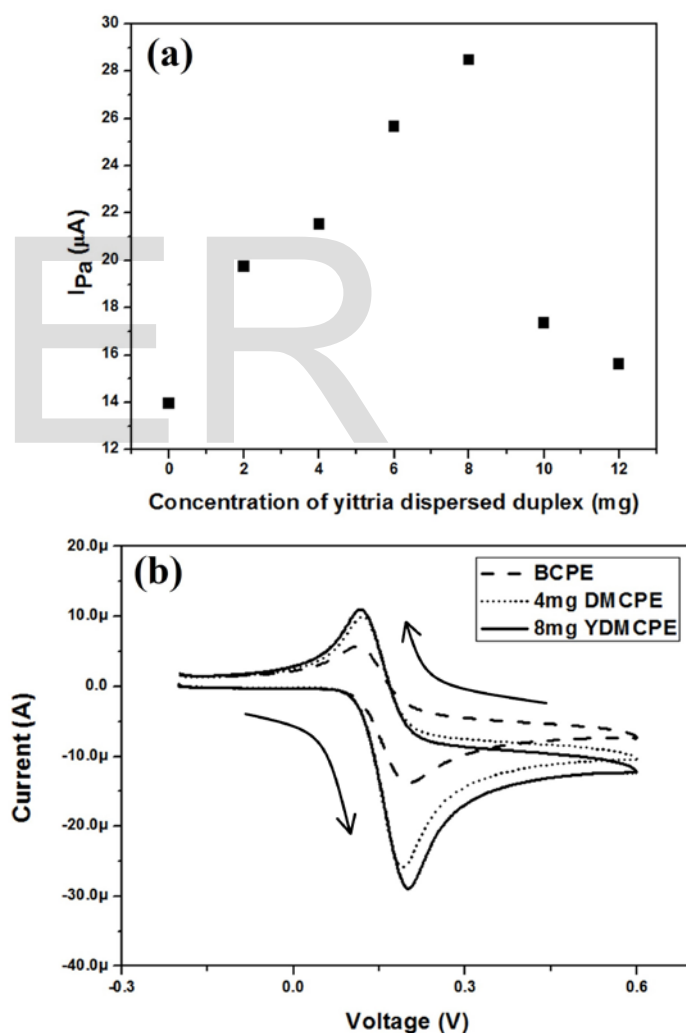 (a)
30
28
26
24
22
20
18
16
14
12
I_Pa (µA)
0 2 4 6 8 10 12
Concentration of yittria dispersed duplex (mg)
ER
(b)
20.0µ
10.0µ
0.0
-10.0µ
-20.0µ
-30.0µ
-40.0µ
Current (A)
BCPE
4mg DMCPE
8mg YDMCPE
-0.3 0.0 0.3 0.6
Voltage (V)